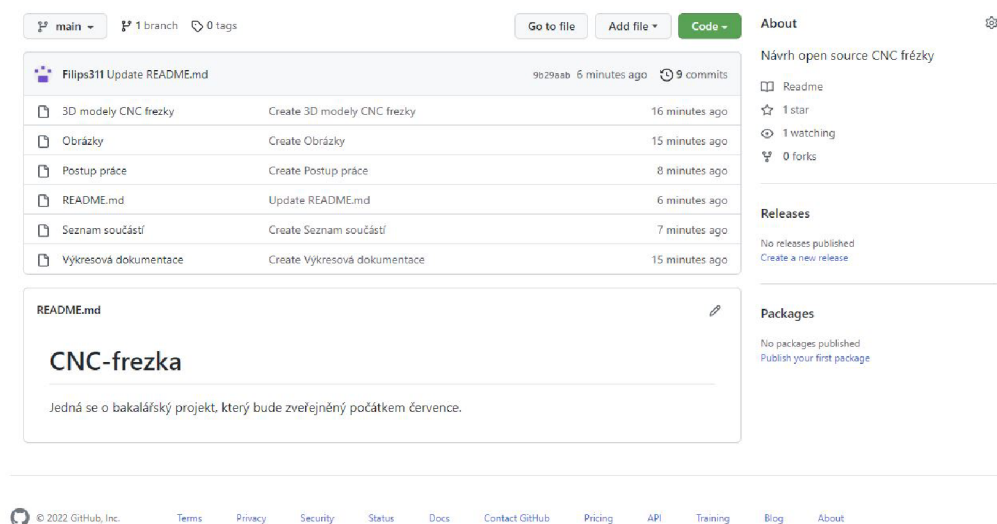 main 1 branch 0 tags Go to file Add file Code
Filips311 Update README.md 9b29aab 6 minutes ago 9 commits
3D modely CNC frezky Create 3D modely CNC frezky 16 minutes ago
Obrázky Create Obrázky 15 minutes ago
Postup práce Create Postup práce 8 minutes ago
README.md Update README.md 6 minutes ago
Seznam součástí Create Seznam součástí 7 minutes ago
Výkresová dokumentace Create Výkresová dokumentace 15 minutes ago
README.md
CNC-frezka
Jedná se o bakalářský projekt, který bude zveřejněný počátkem července.
About
Návrh open source CNC frézky
Readme
1 star
1 watching
0 forks
Releases
No releases published
Create a new release
Packages
No packages published
Publish your first package
© 2022 GitHub, Inc. Terms Privacy Security Status Docs Contact GitHub Pricing API Training Blog About